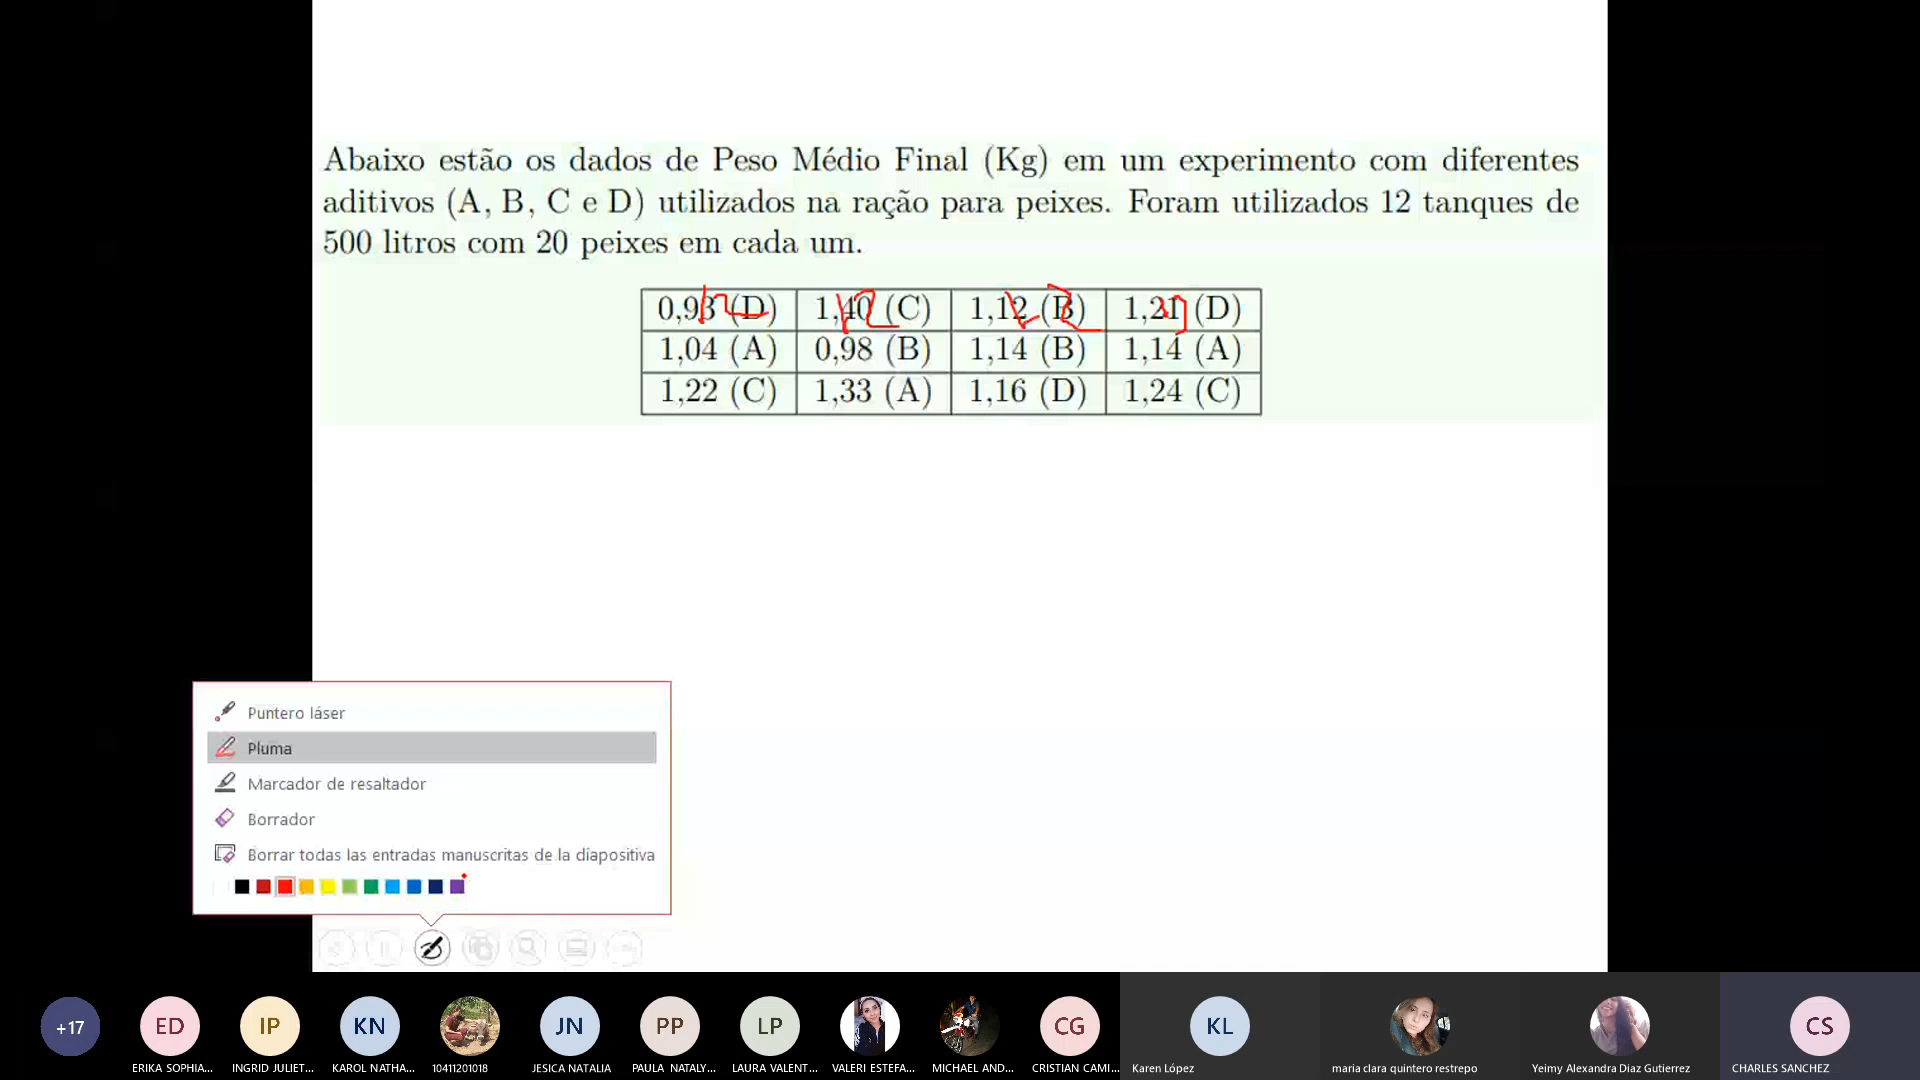 Abaixo estão os dados de Peso Médio Final (Kg) em um experimento com diferentes
aditivos (A, B, C e D) utilizados na ração para peixes. Foram utilizados 12 tanques de
500 litros com 20 peixes em cada um.
0,93 (D) 1,40 (C) 1,12 (B) 1,21 (D)
1,04 (A) 0,98 (B) 1,14 (B) 1,14 (A)
1,22 (C) 1,33 (A) 1,16 (D) 1,24 (C)
Puntero láser
Pluma
Marcador de resaltador
Borrador
Borrar todas las entradas manuscritas de la diapositiva
+17 ED IP KN JN PP LP CG KL CS
ERIKA SOPHIA... INGRID JULIET... KAROL NATHA... 10411201018 JESICA NATALIA PAULA NATALY... LAURA VALENT... VALERI ESTEFA... MICHAEL AND... CRISTIAN CAMI... Karen López maria clara quintero restrepo Yeimy Alexandra Diaz Gutierrez CHARLES SANCHEZ